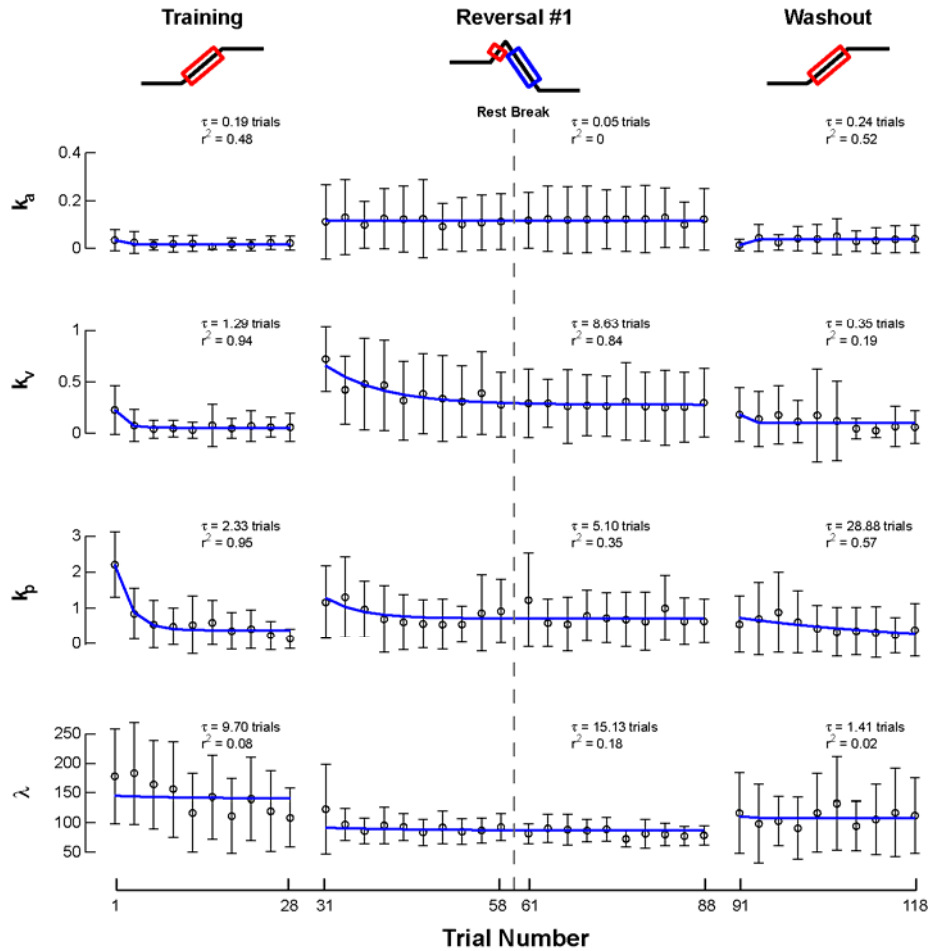 Training Reversal #1 Washout
Rest Break
τ = 0.19 trials τ = 0.05 trials τ = 0.24 trials
r² = 0.48 r² = 0 r² = 0.52
0.4
0.2
0
kₐ
τ = 1.29 trials τ = 8.63 trials τ = 0.35 trials
r² = 0.94 r² = 0.84 r² = 0.19
1
0.5
0
kᵥ
τ = 2.33 trials τ = 5.10 trials τ = 28.88 trials
r² = 0.95 r² = 0.35 r² = 0.57
3
2
1
0
kₚ
τ = 9.70 trials τ = 15.13 trials τ = 1.41 trials
r² = 0.08 r² = 0.18 r² = 0.02
250
200
150
100
50
λ
1 28 31 58 61 88 91 118
Trial Number